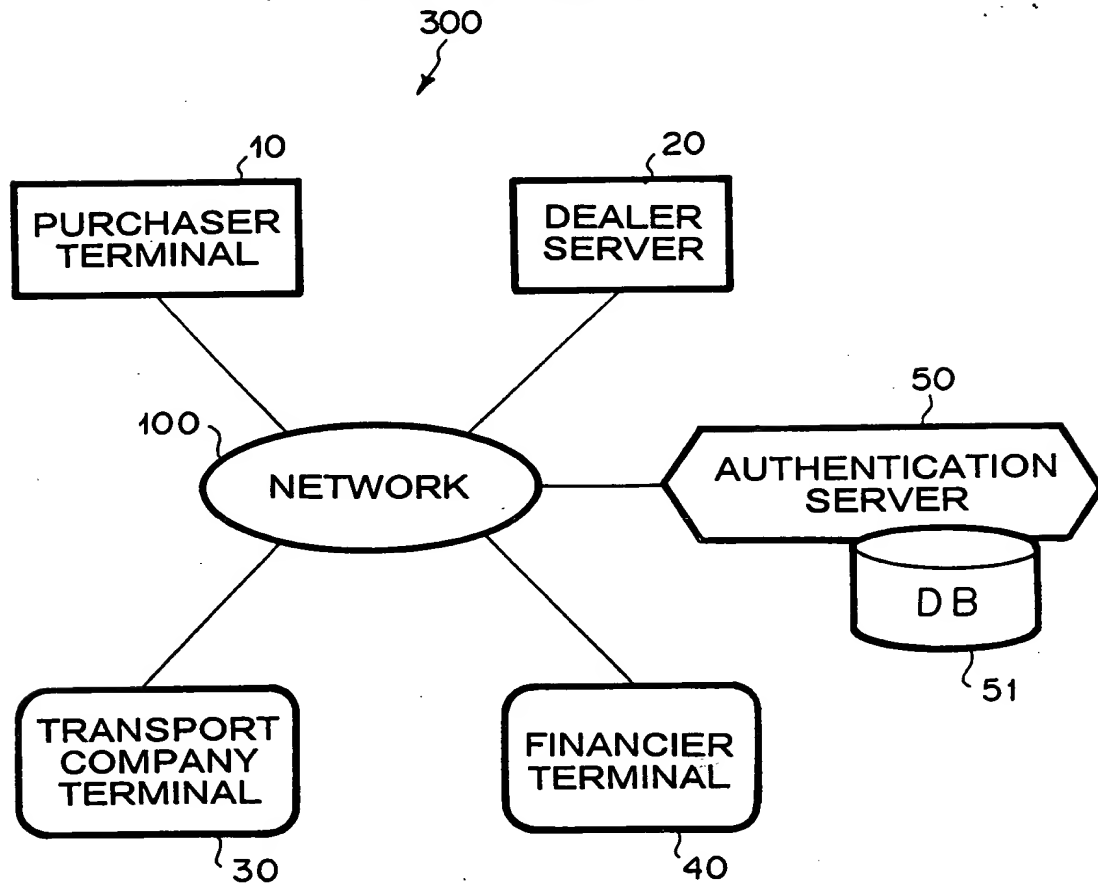 300
10
20
PURCHASER
TERMINAL
DEALER
SERVER
50
100
NETWORK
AUTHENTICATION
SERVER
DB
51
TRANSPORT
COMPANY
TERMINAL
FINANCIER
TERMINAL
30
40